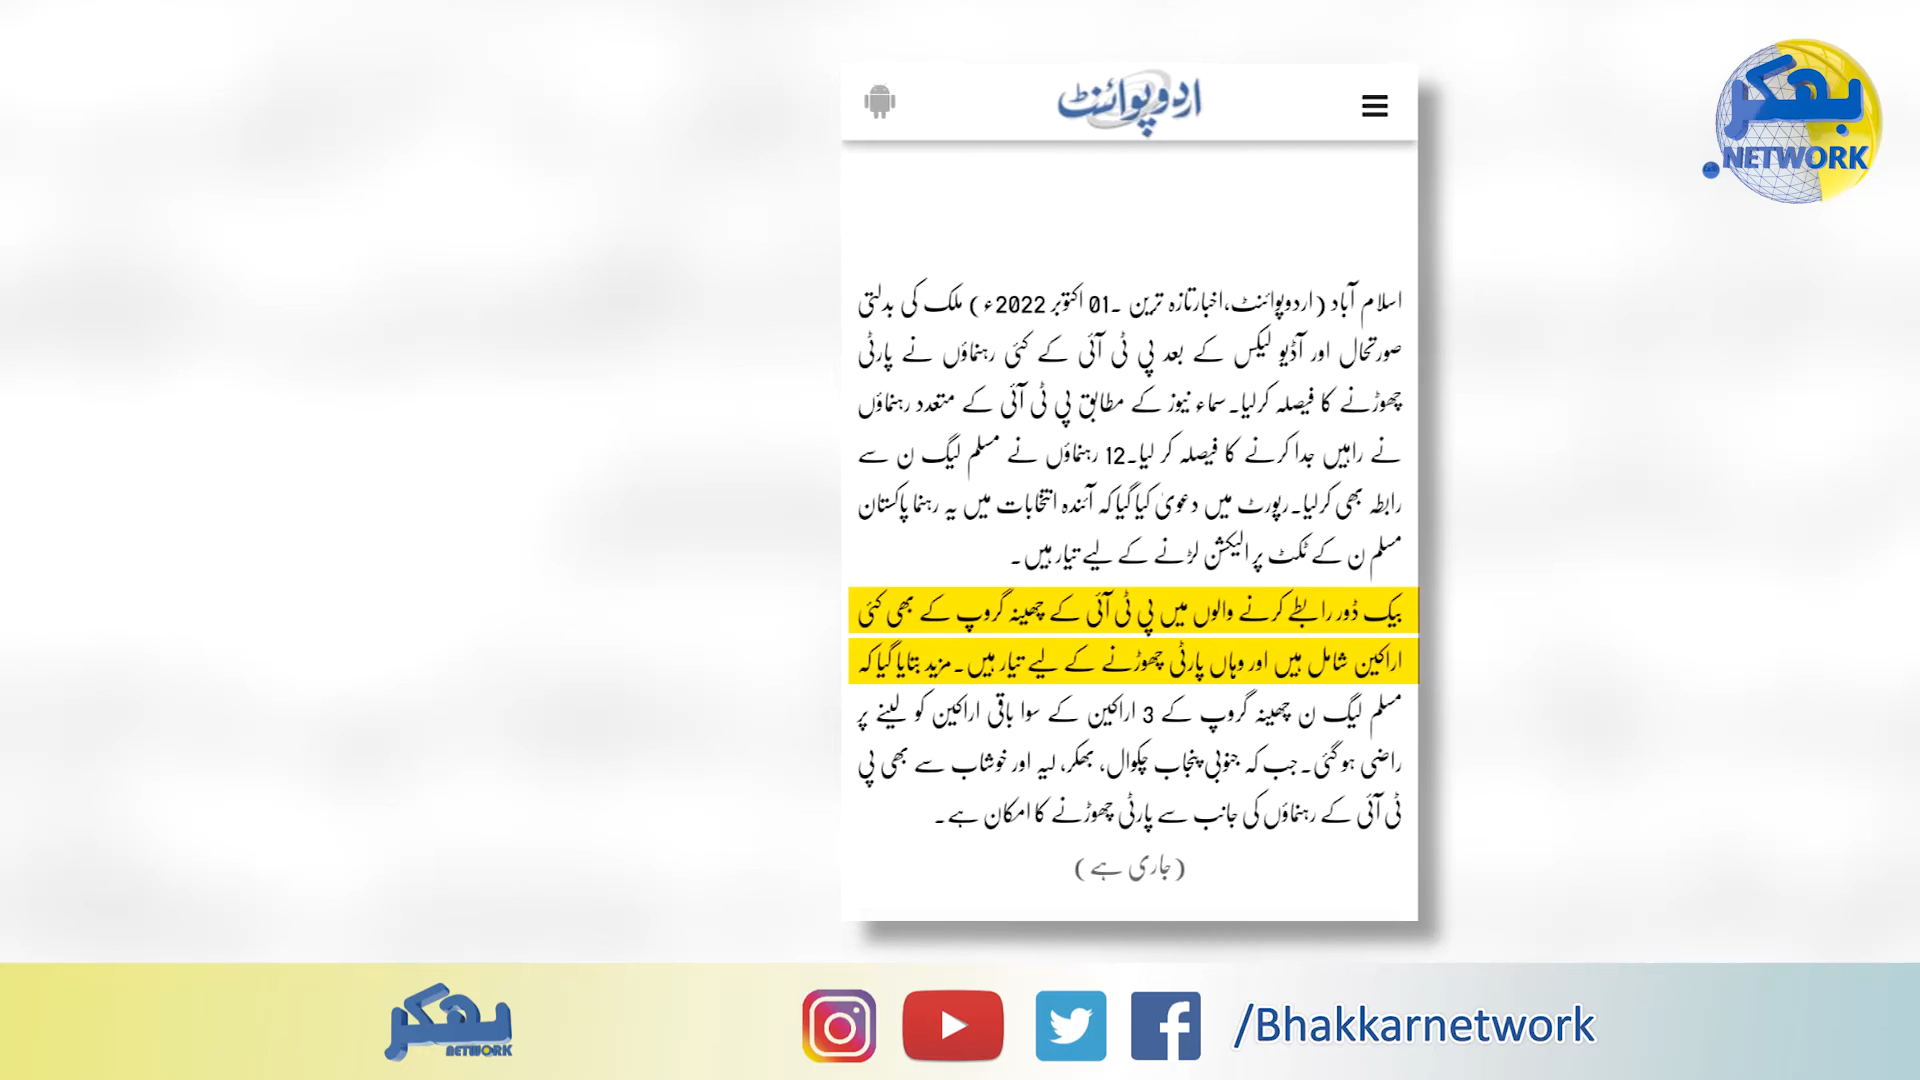 اردوپوائنٹ
بھکر
NETWORK
اسلام آباد (اردوپوائنٹ،اخبارتازہ ترین ۔01 اکتوبر 2022ء) ملک کی بدلتی
صورتحال اور آڈیو لیکس کے بعد پی ٹی آئی کے کئی رہنماؤں نے پارٹی
چھوڑنے کا فیصلہ کرلیا۔سماء نیوز کے مطابق پی ٹی آئی کے متعدد رہنماؤں
نے راہیں جدا کرنے کا فیصلہ کر لیا۔12 رہنماؤں نے مسلم لیگ ن سے
رابطہ بھی کرلیا۔رپورٹ میں دعویٰ کیا گیا کہ آئندہ انتخابات میں یہ رہنما پاکستان
مسلم ن کے ٹکٹ پر الیکشن لڑنے کے لیے تیار ہیں۔
بیک ڈور رابطے کرنے والوں میں پی ٹی آئی کے چھینہ گروپ کے بھی کئی
اراکین شامل ہیں اور وہاں پارٹی چھوڑنے کے لیے تیار ہیں۔مزید بتایا گیا کہ
مسلم لیگ ن چھینہ گروپ کے 3 اراکین کے سوا باقی اراکین کو لینے پر
راضی ہو گئی۔جب کہ جنوبی پنجاب چکوال، بھکر، لیہ اور خوشاب سے بھی پی
ٹی آئی کے رہنماؤں کی جانب سے پارٹی چھوڑنے کا امکان ہے۔
(جاری ہے)
بھکر
NETWORK
/Bhakkarnetwork